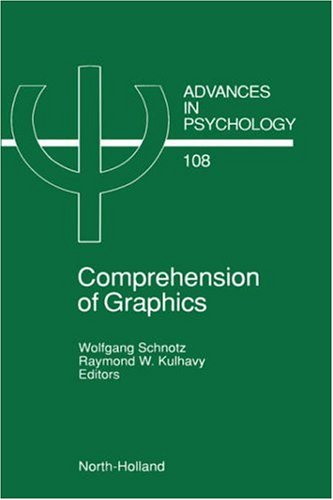 ADVANCES
IN
PSYCHOLOGY
108
Comprehension
of Graphics
Wolfgang Schnotz
Raymond W. Kulhavy
Editors
North-Holland